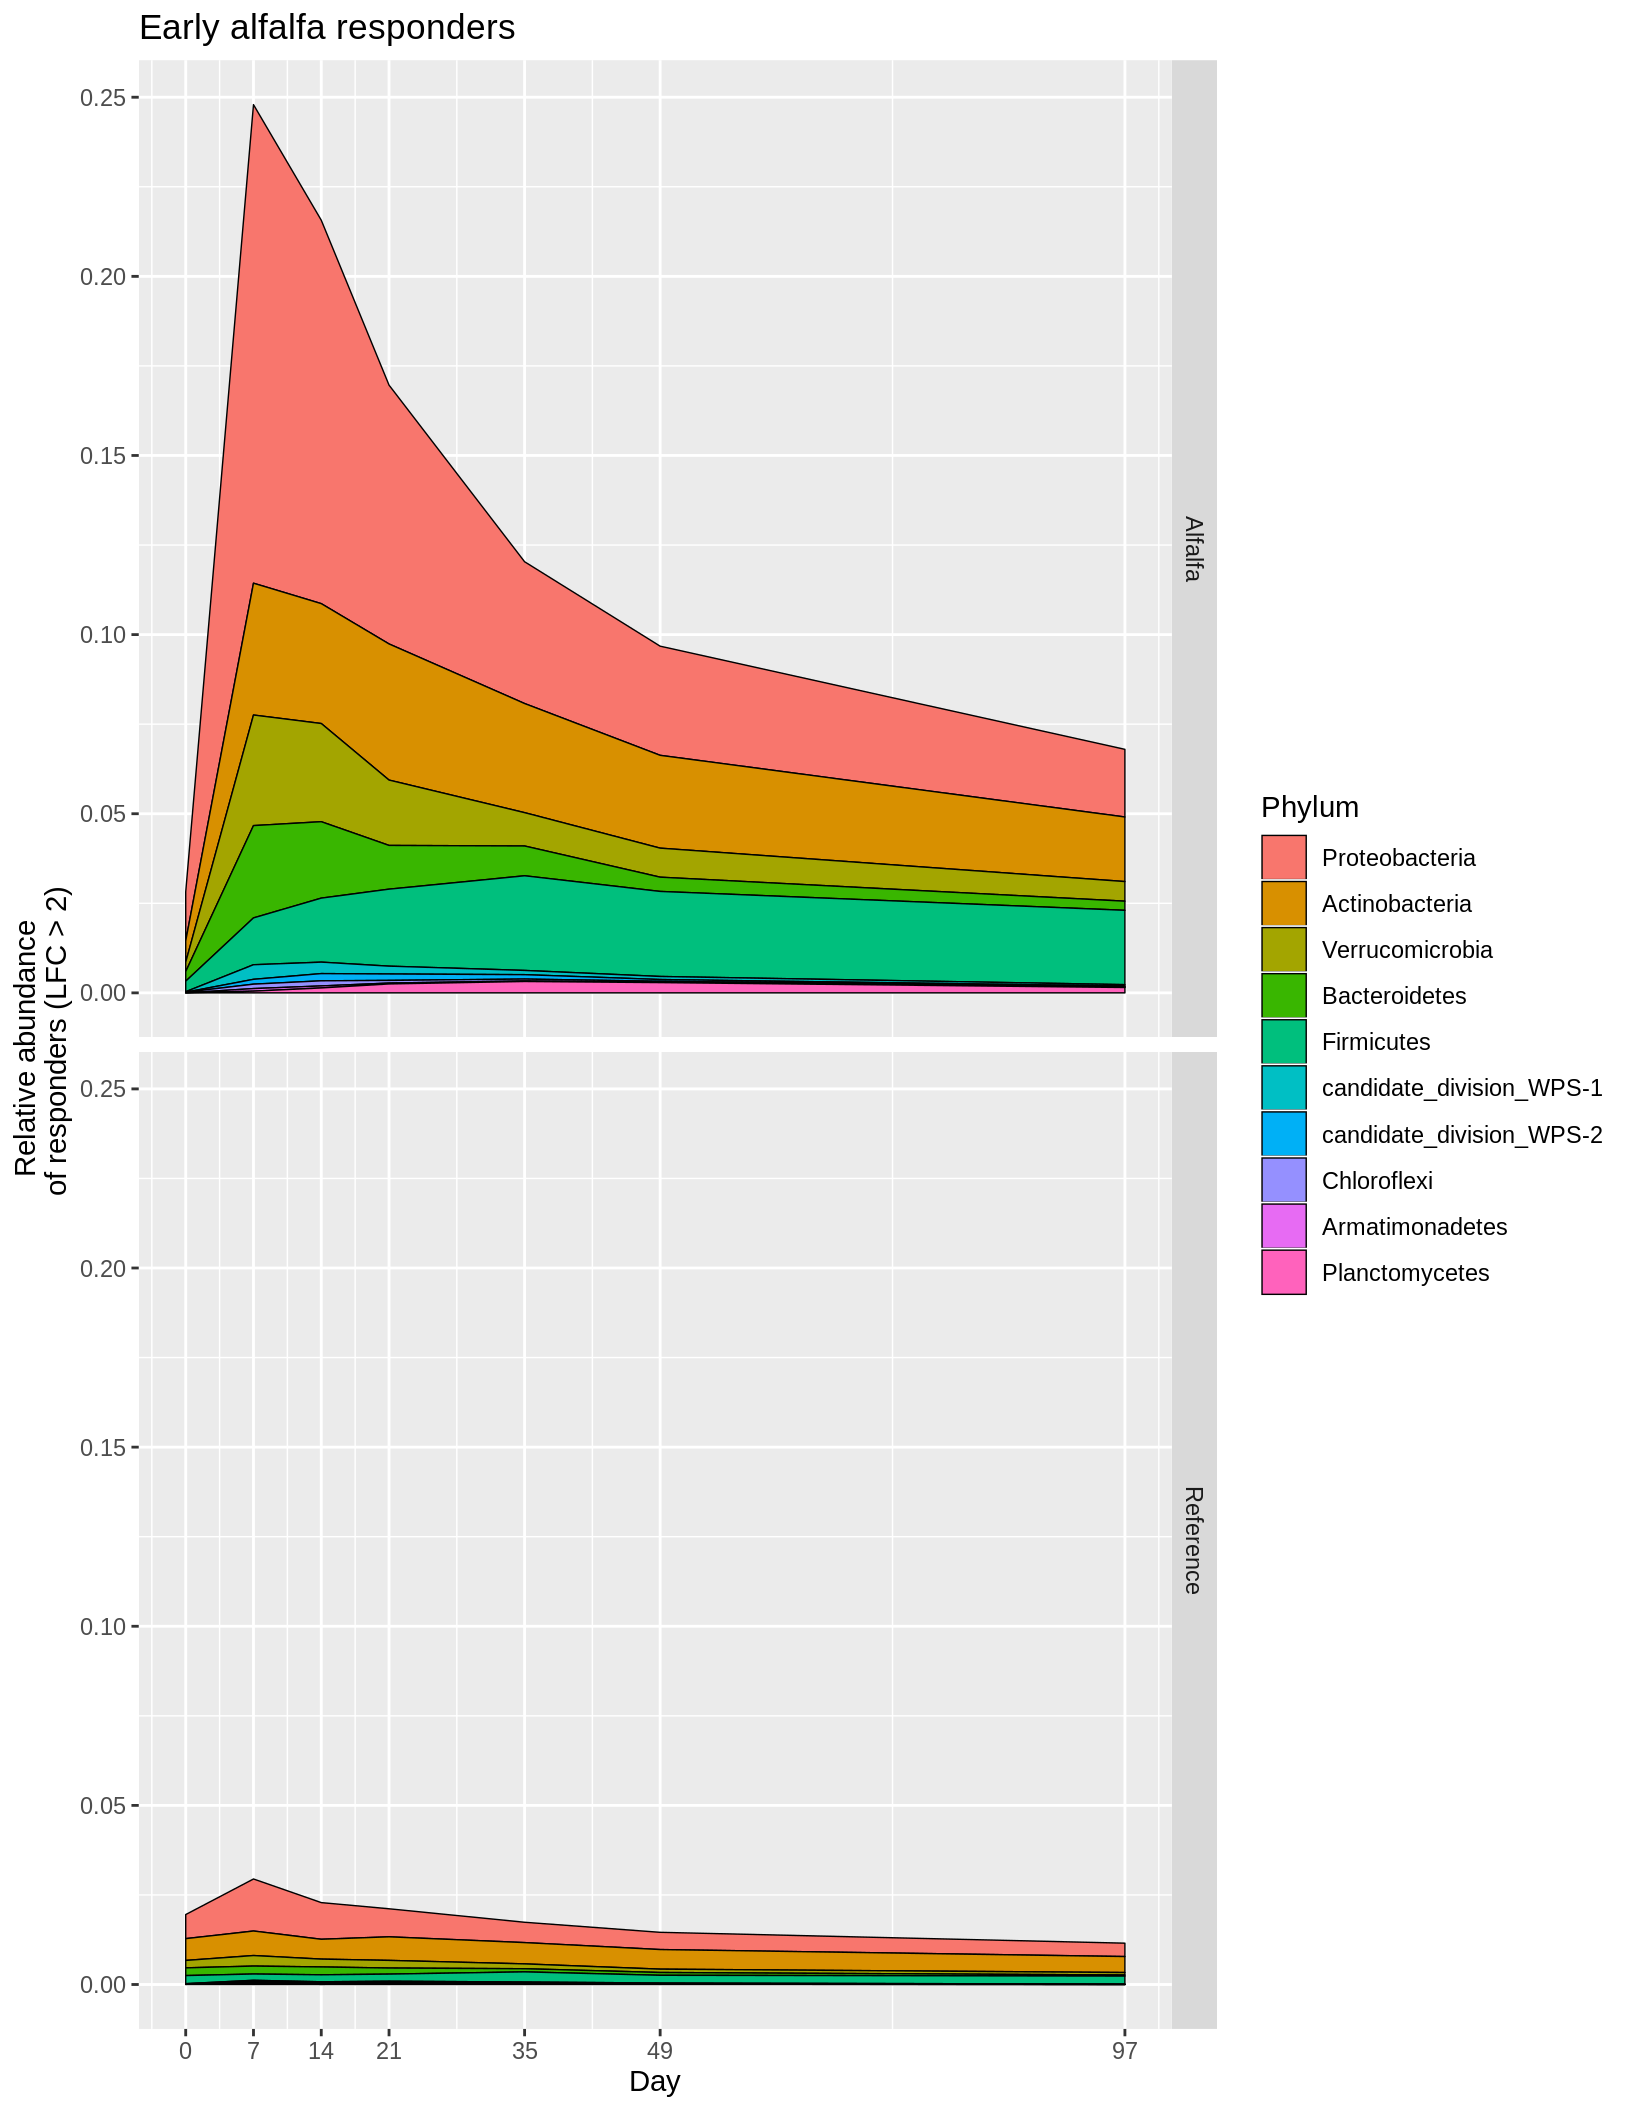 Early alfalfa responders
Relative abundance
of responders (LFC > 2)
0.25
0.20
0.15
0.10
0.05
0.00
Alfalfa
0.25
0.20
0.15
0.10
0.05
0.00
Reference
0 7 14 21 35 49 97
Day
Phylum
Proteobacteria
Actinobacteria
Verrucomicrobia
Bacteroidetes
Firmicutes
candidate_division_WPS-1
candidate_division_WPS-2
Chloroflexi
Armatimonadetes
Planctomycetes